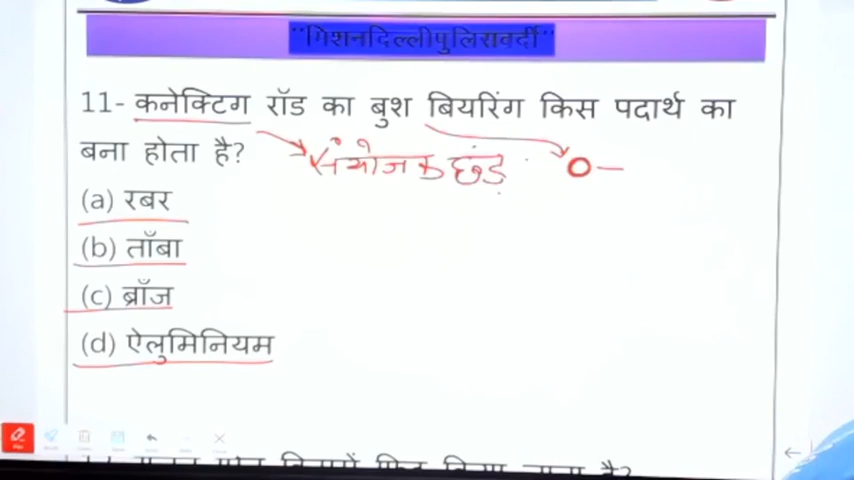 "मिशनदिल्लीपुलिसवर्दी"
11- कनेक्टिग रॉड का बुश बियरिंग किस पदार्थ का
बना होता है?
संयोजक छड़
(a) रबर
(b) ताँबा
(c) ब्रॉज
(d) ऐलुमिनियम